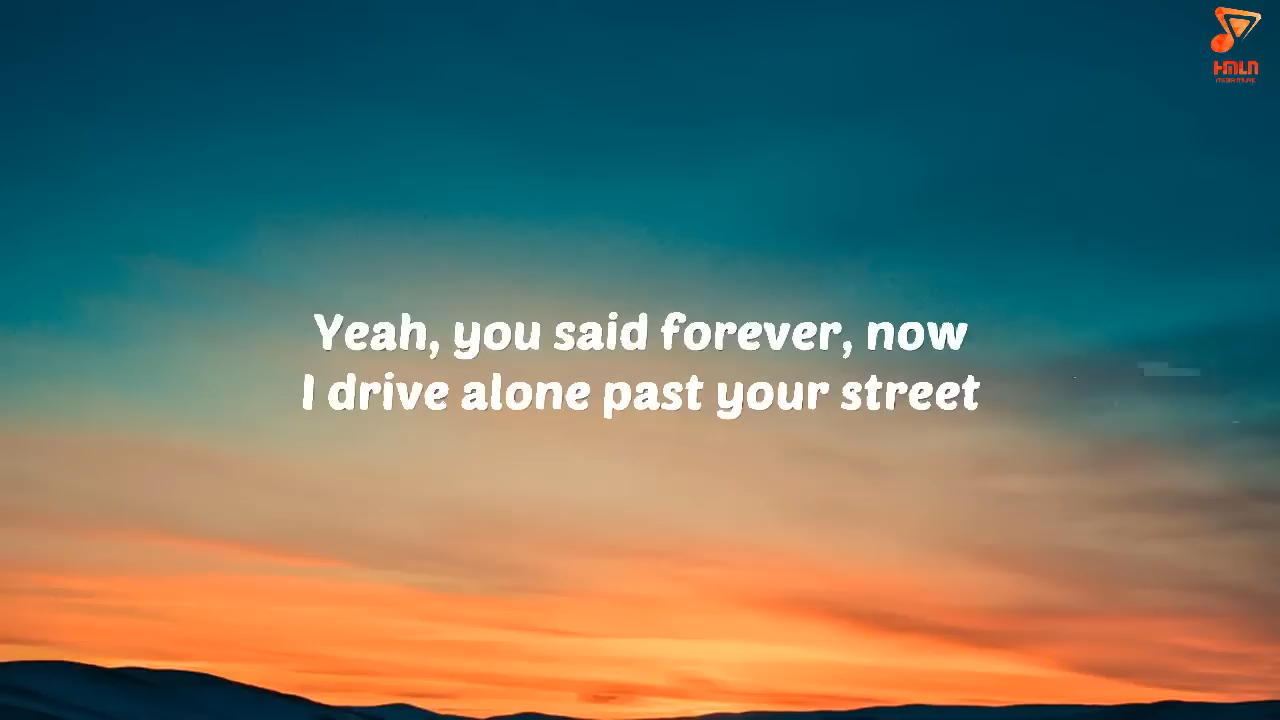 HMLN
Yeah, you said forever, now
I drive alone past your street